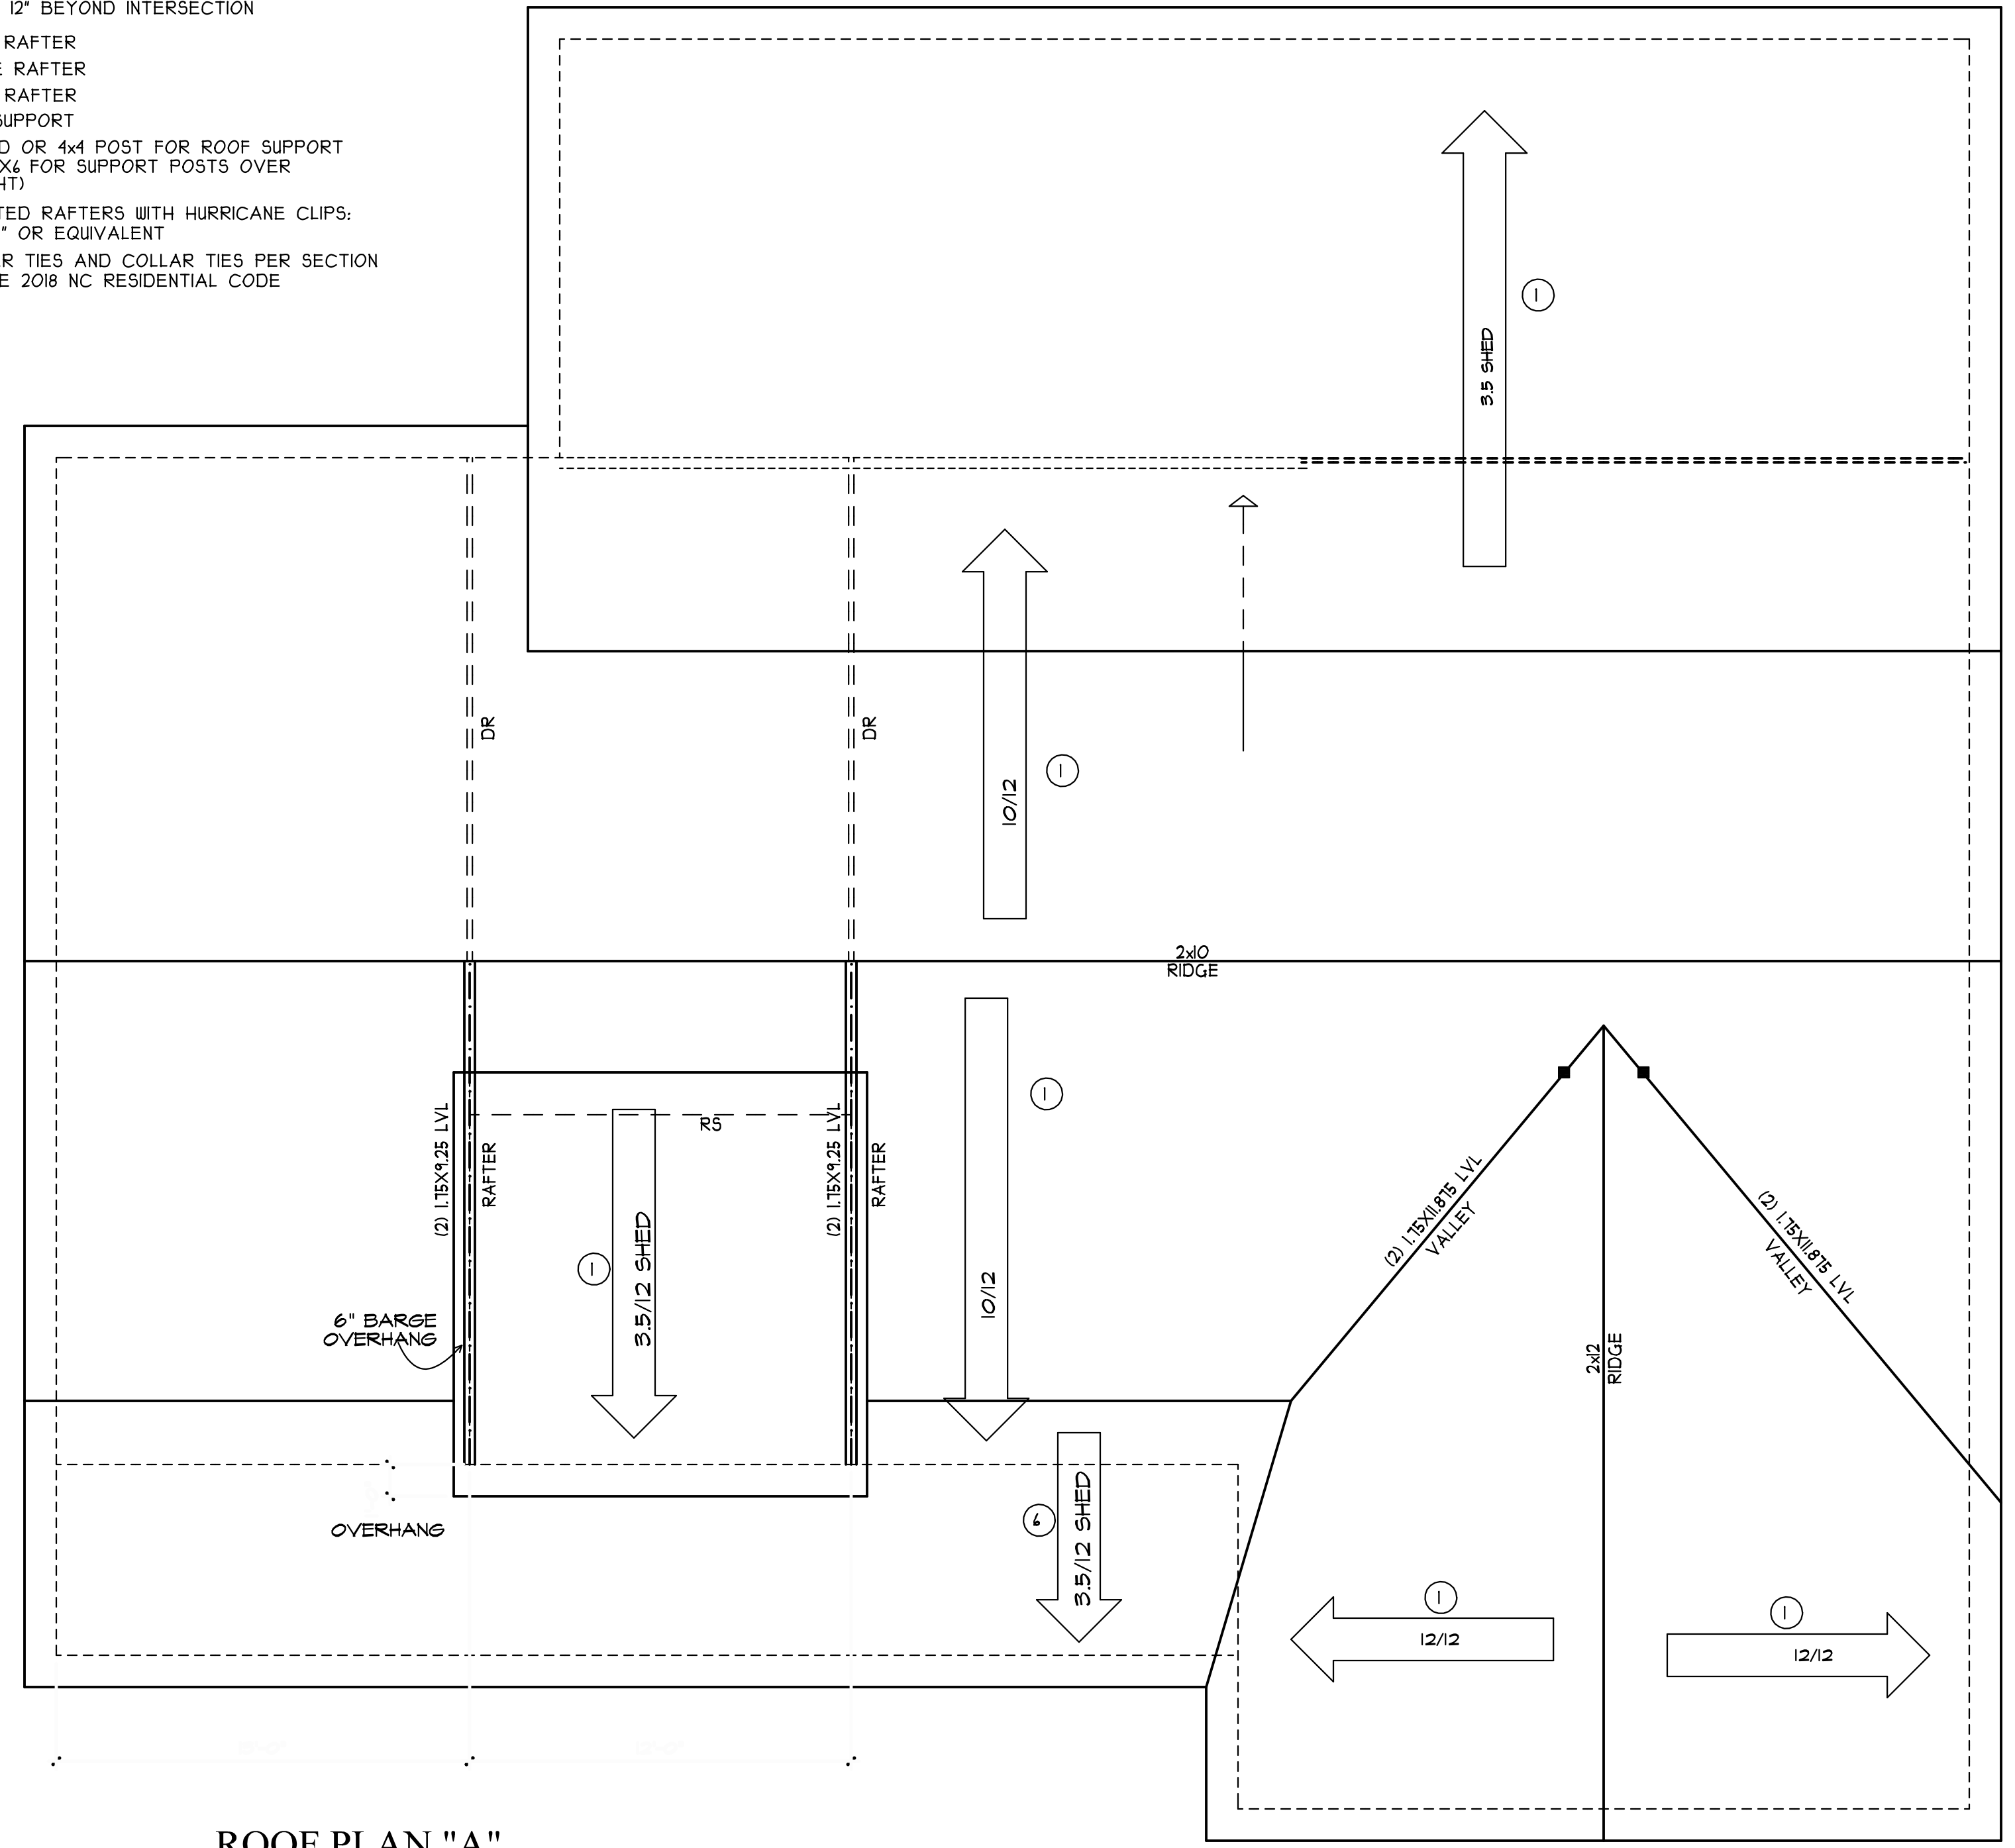 12" BEYOND INTERSECTION
RAFTER
RAFTER
RAFTER
SUPPORT
OR 4x4 POST FOR ROOF SUPPORT
X6 FOR SUPPORT POSTS OVER
HT)
TED RAFTERS WITH HURRICANE CLIPS:
" OR EQUIVALENT
R TIES AND COLLAR TIES PER SECTION
2018 NC RESIDENTIAL CODE
3.5 SHED
1
DR
DR
10/12
1
2x10
RIDGE
1
10/12
(2) 1.75X9.25 LVL
RAFTER
RS
(2) 1.75X9.25 LVL
RAFTER
1
3.5/12 SHED
6" BARGE
OVERHANG
OVERHANG
(2) 1.75X11.875 LVL
VALLEY
(2) 1.75X11.875 LVL
VALLEY
2x12
RIDGE
6
3.5/12 SHED
1
12/12
1
12/12
ROOF PLAN "A"